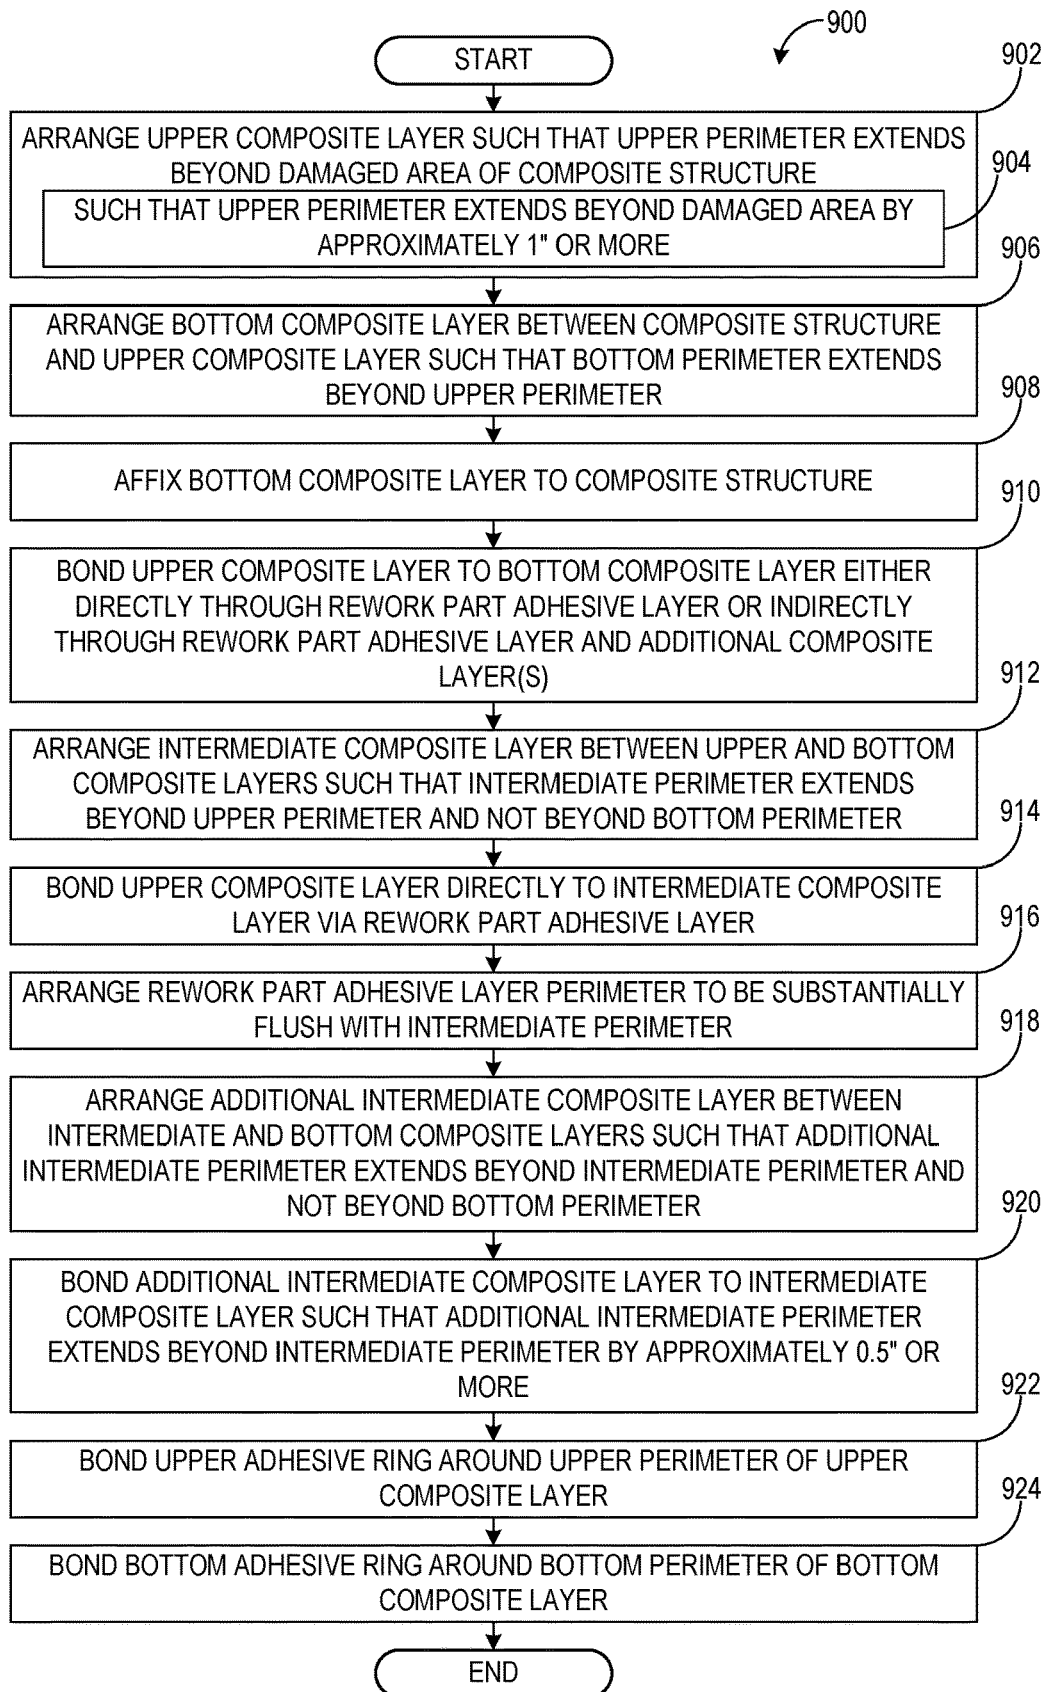 900
START
902
ARRANGE UPPER COMPOSITE LAYER SUCH THAT UPPER PERIMETER EXTENDS
BEYOND DAMAGED AREA OF COMPOSITE STRUCTURE
904
SUCH THAT UPPER PERIMETER EXTENDS BEYOND DAMAGED AREA BY
APPROXIMATELY 1" OR MORE
906
ARRANGE BOTTOM COMPOSITE LAYER BETWEEN COMPOSITE STRUCTURE
AND UPPER COMPOSITE LAYER SUCH THAT BOTTOM PERIMETER EXTENDS
BEYOND UPPER PERIMETER
908
AFFIX BOTTOM COMPOSITE LAYER TO COMPOSITE STRUCTURE
910
BOND UPPER COMPOSITE LAYER TO BOTTOM COMPOSITE LAYER EITHER
DIRECTLY THROUGH REWORK PART ADHESIVE LAYER OR INDIRECTLY
THROUGH REWORK PART ADHESIVE LAYER AND ADDITIONAL COMPOSITE
LAYER(S)
912
ARRANGE INTERMEDIATE COMPOSITE LAYER BETWEEN UPPER AND BOTTOM
COMPOSITE LAYERS SUCH THAT INTERMEDIATE PERIMETER EXTENDS
BEYOND UPPER PERIMETER AND NOT BEYOND BOTTOM PERIMETER
914
BOND UPPER COMPOSITE LAYER DIRECTLY TO INTERMEDIATE COMPOSITE
LAYER VIA REWORK PART ADHESIVE LAYER
916
ARRANGE REWORK PART ADHESIVE LAYER PERIMETER TO BE SUBSTANTIALLY
FLUSH WITH INTERMEDIATE PERIMETER
918
ARRANGE ADDITIONAL INTERMEDIATE COMPOSITE LAYER BETWEEN
INTERMEDIATE AND BOTTOM COMPOSITE LAYERS SUCH THAT ADDITIONAL
INTERMEDIATE PERIMETER EXTENDS BEYOND INTERMEDIATE PERIMETER AND
NOT BEYOND BOTTOM PERIMETER
920
BOND ADDITIONAL INTERMEDIATE COMPOSITE LAYER TO INTERMEDIATE
COMPOSITE LAYER SUCH THAT ADDITIONAL INTERMEDIATE PERIMETER
EXTENDS BEYOND INTERMEDIATE PERIMETER BY APPROXIMATELY 0.5" OR
MORE
922
BOND UPPER ADHESIVE RING AROUND UPPER PERIMETER OF UPPER
COMPOSITE LAYER
924
BOND BOTTOM ADHESIVE RING AROUND BOTTOM PERIMETER OF BOTTOM
COMPOSITE LAYER
END